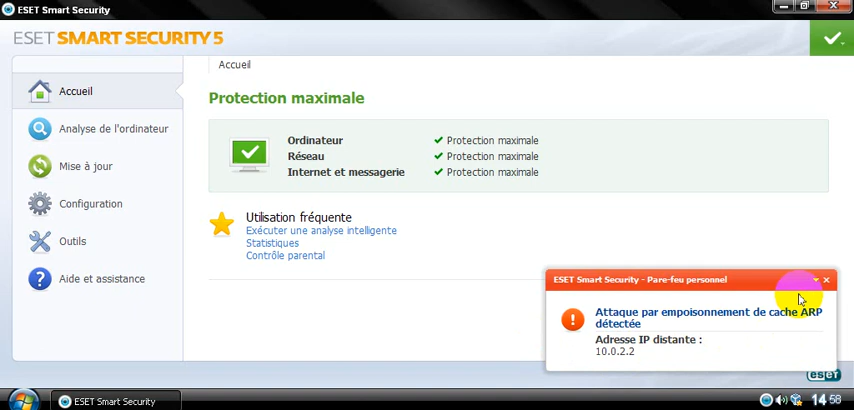 ESET Smart Security
ESET SMART SECURITY 5
Accueil
Accueil
Analyse de l'ordinateur
Mise à jour
Configuration
Outils
Aide et assistance
Protection maximale
Ordinateur Protection maximale
Réseau Protection maximale
Internet et messagerie Protection maximale
Utilisation fréquente
Exécuter une analyse intelligente
Statistiques
Contrôle parental
ESET Smart Security - Pare-feu personnel
Attaque par empoisonnement de cache ARP
détectée
Adresse IP distante :
10.0.2.2
eset
ESET Smart Security
14:58